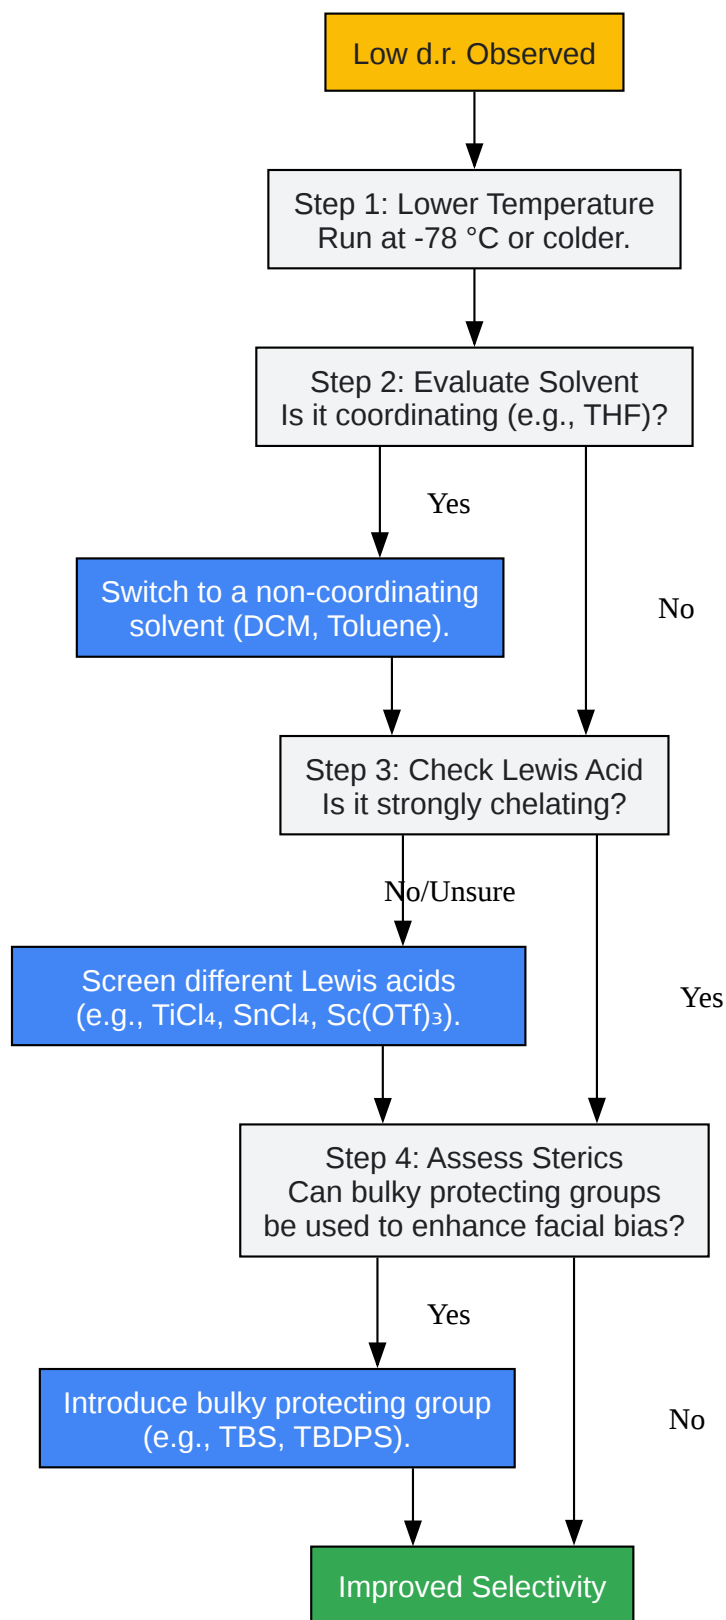 Low d.r. Observed
Step 1: Lower Temperature
Run at -78 °C or colder.
Step 2: Evaluate Solvent
Is it coordinating (e.g., THF)?
Yes
Switch to a non-coordinating
solvent (DCM, Toluene).
No
Step 3: Check Lewis Acid
Is it strongly chelating?
No/Unsure
Screen different Lewis acids
(e.g., TiCl₄, SnCl₄, Sc(OTf)₃).
Yes
Step 4: Assess Sterics
Can bulky protecting groups
be used to enhance facial bias?
Yes
Introduce bulky protecting group
(e.g., TBS, TBDPS).
No
Improved Selectivity